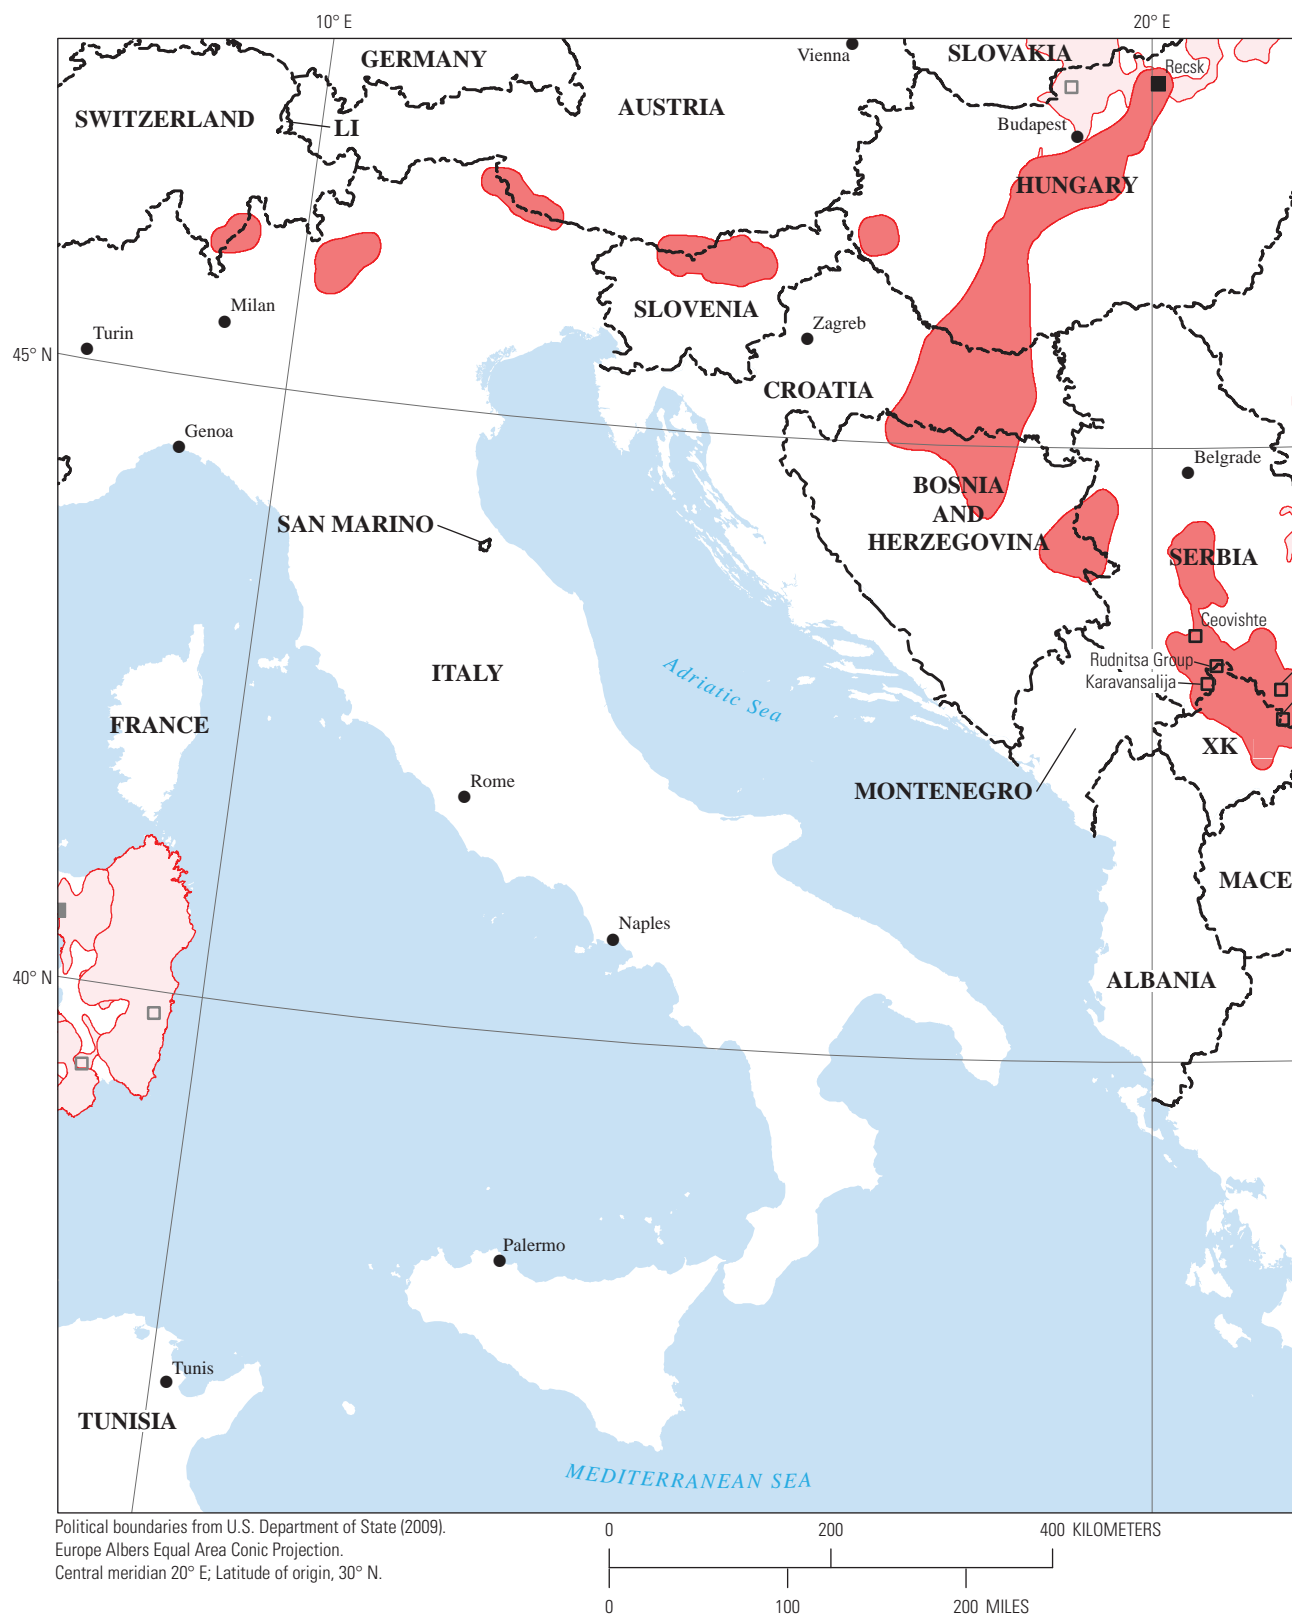 10° E
20° E
GERMANY
Vienna
SLOVAKIA
Recsk
SWITZERLAND
LI
AUSTRIA
Budapest
HUNGARY
Milan
SLOVENIA
Turin
Zagreb
45° N
CROATIA
Genoa
Belgrade
BOSNIA
AND
HERZEGOVINA
SAN MARINO
SERBIA
Ceovishte
Rudnitsa Group
Karavansalija
ITALY
Adriatic Sea
FRANCE
XK
Rome
MONTENEGRO
MACE
Naples
40° N
ALBANIA
Palermo
Tunis
TUNISIA
MEDITERRANEAN SEA
Political boundaries from U.S. Department of State (2009).
Europe Albers Equal Area Conic Projection.
Central meridian 20° E; Latitude of origin, 30° N.
0 200 400 KILOMETERS
0 100 200 MILES